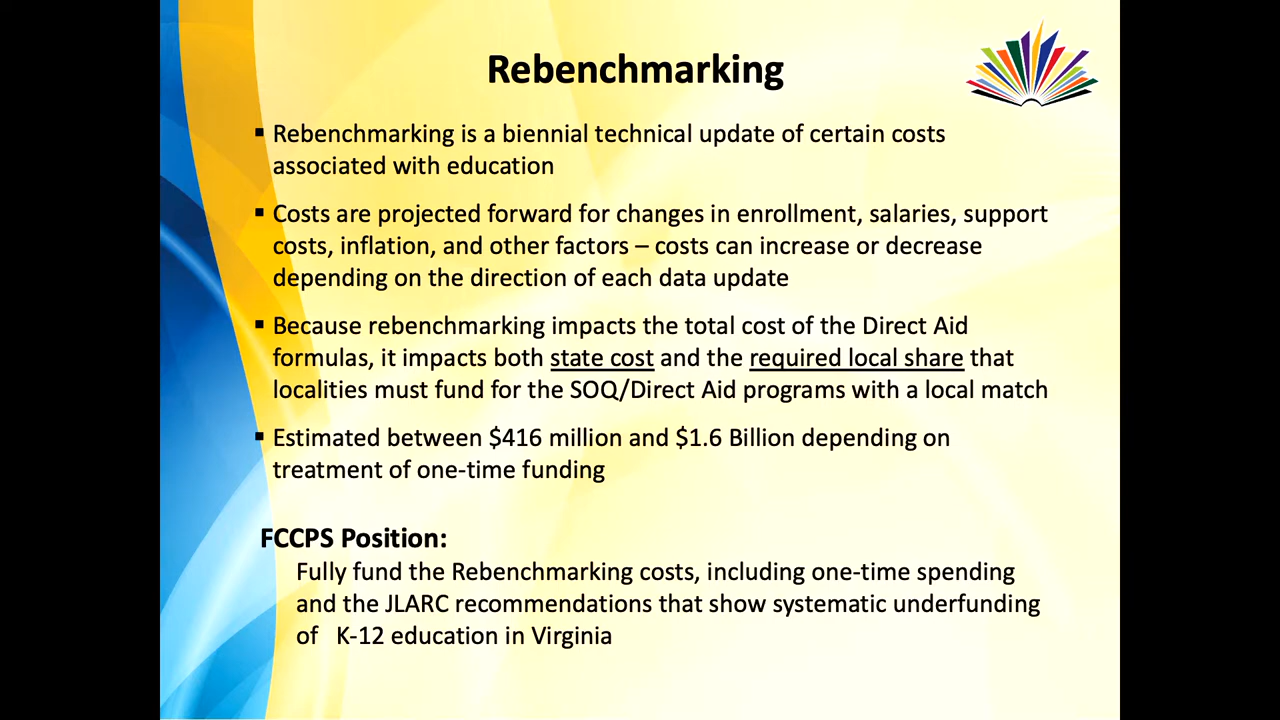 Rebenchmarking
▪ Rebenchmarking is a biennial technical update of certain costs
associated with education
▪ Costs are projected forward for changes in enrollment, salaries, support
costs, inflation, and other factors – costs can increase or decrease
depending on the direction of each data update
▪ Because rebenchmarking impacts the total cost of the Direct Aid
formulas, it impacts both state cost and the required local share that
localities must fund for the SOQ/Direct Aid programs with a local match
▪ Estimated between $416 million and $1.6 Billion depending on
treatment of one-time funding
FCCPS Position:
Fully fund the Rebenchmarking costs, including one-time spending
and the JLARC recommendations that show systematic underfunding
of   K-12 education in Virginia